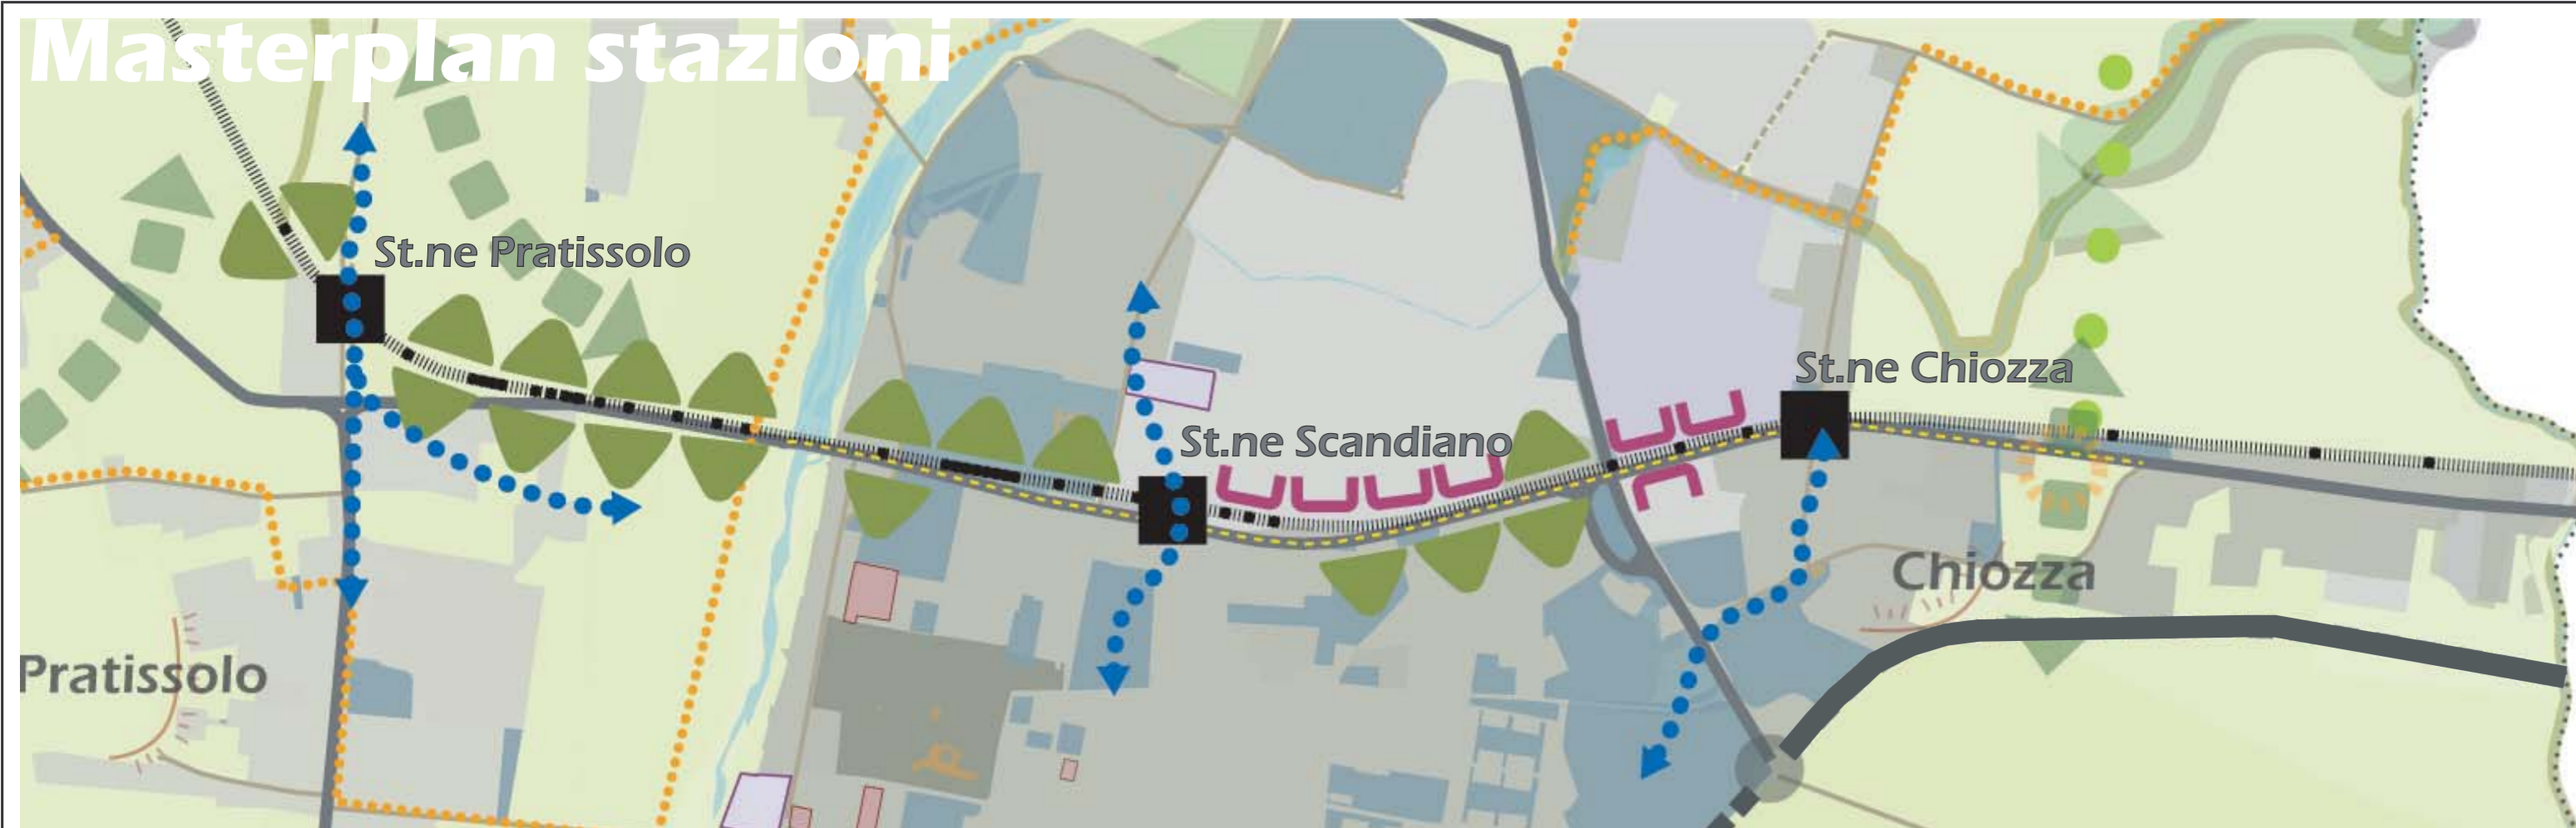 Masterplan stazioni
St.ne Pratissolo
St.ne Chiozza
St.ne Scandiano
Chiozza
Pratissolo